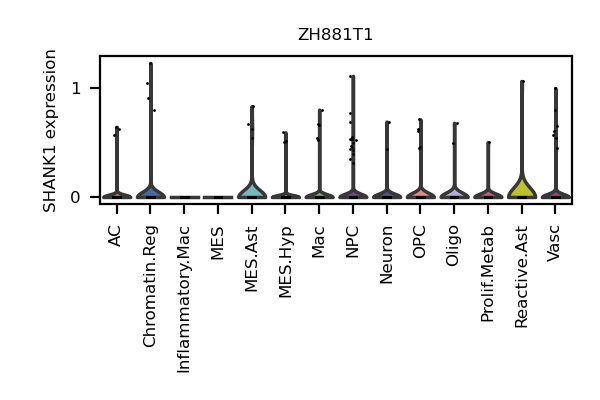 ZH881T1
SHANK1 expression
1
0
AC
Chromatin.Reg
Inflammatory.Mac
MES
MES.Ast
MES.Hyp
Mac
NPC
Neuron
OPC
Oligo
Prolif.Metab
Reactive.Ast
Vasc